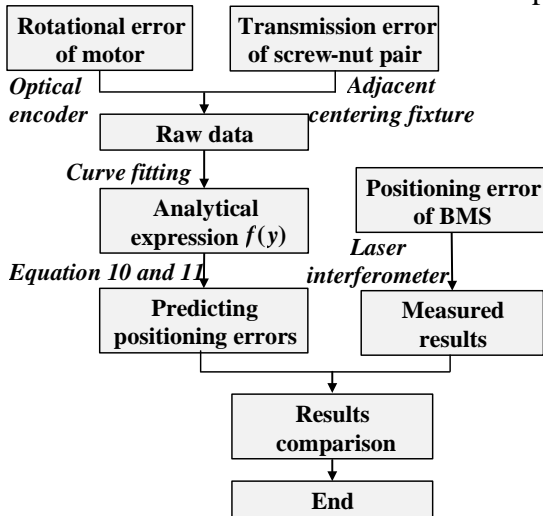 Rotational error
of motor
Transmission error
of screw-nut pair
Optical
encoder
Adjacent
centering fixture
Raw data
Curve fitting
Analytical
expression f(y)
Positioning error
of BMS
Equation 10 and 11
Laser
interferometer
Predicting
positioning errors
Measured
results
Results
comparison
End